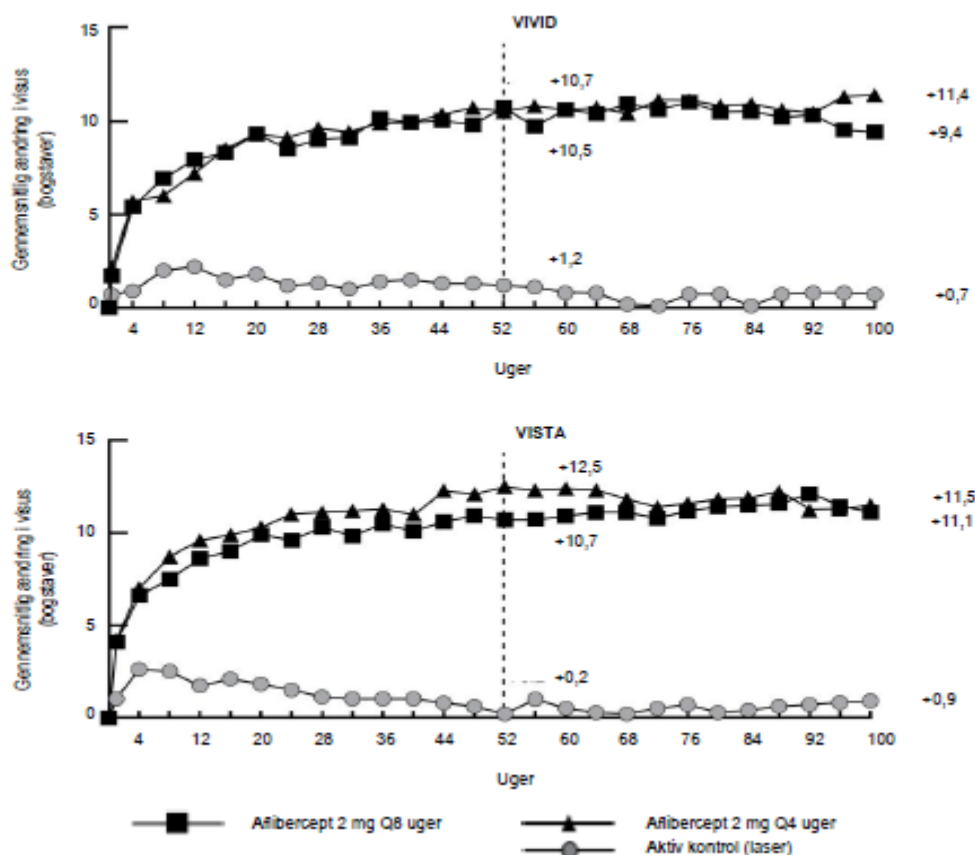 VIVID
15
10
5
0
Gennemsnitlig ændring i visus
(bogstaver)
+10,7
+10,5
+1,2
+11,4
+9,4
+0,7
4 12 20 28 36 44 52 60 68 76 84 92 100
Uger
VISTA
15
10
5
0
Gennemsnitlig ændring i visus
(bogstaver)
+12,5
+10,7
+0,2
+11,5
+11,1
+0,9
4 12 20 28 36 44 52 60 68 76 84 92 100
Uger
Aflibercept 2 mg Q8 uger
Aflibercept 2 mg Q4 uger
Aktiv kontrol (laser)